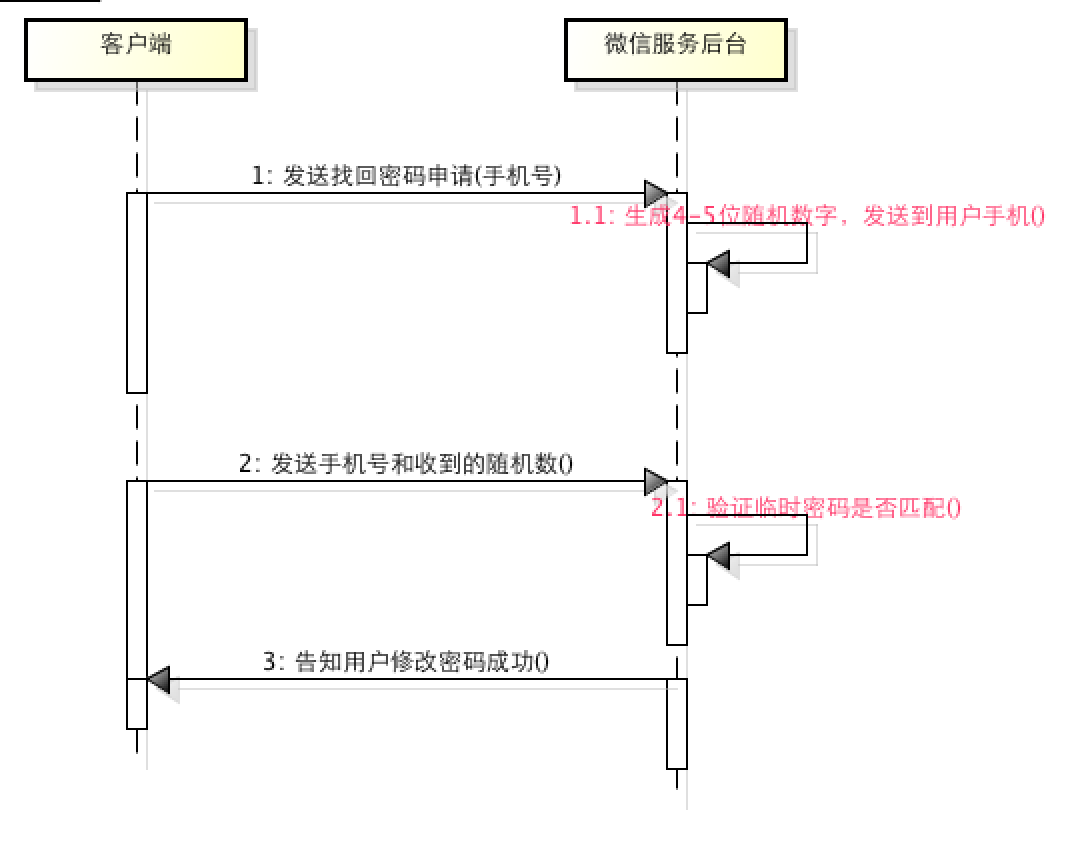 客户端
微信服务后台
1: 发送找回密码申请(手机号)
1.1: 生成4-5位随机数字，发送到用户手机()
2: 发送手机号和收到的随机数()
2.1: 验证临时密码是否匹配()
3: 告知用户修改密码成功()